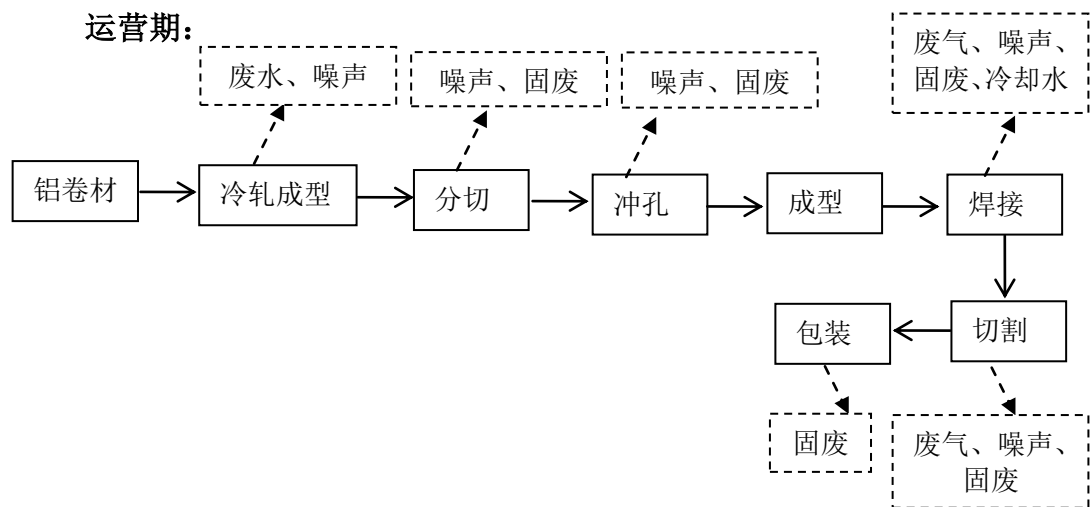 运营期：
废水、噪声
噪声、固废
噪声、固废
废气、噪声、
固废、冷却水
铝卷材
冷轧成型
分切
冲孔
成型
焊接
包装
切割
固废
废气、噪声、
固废